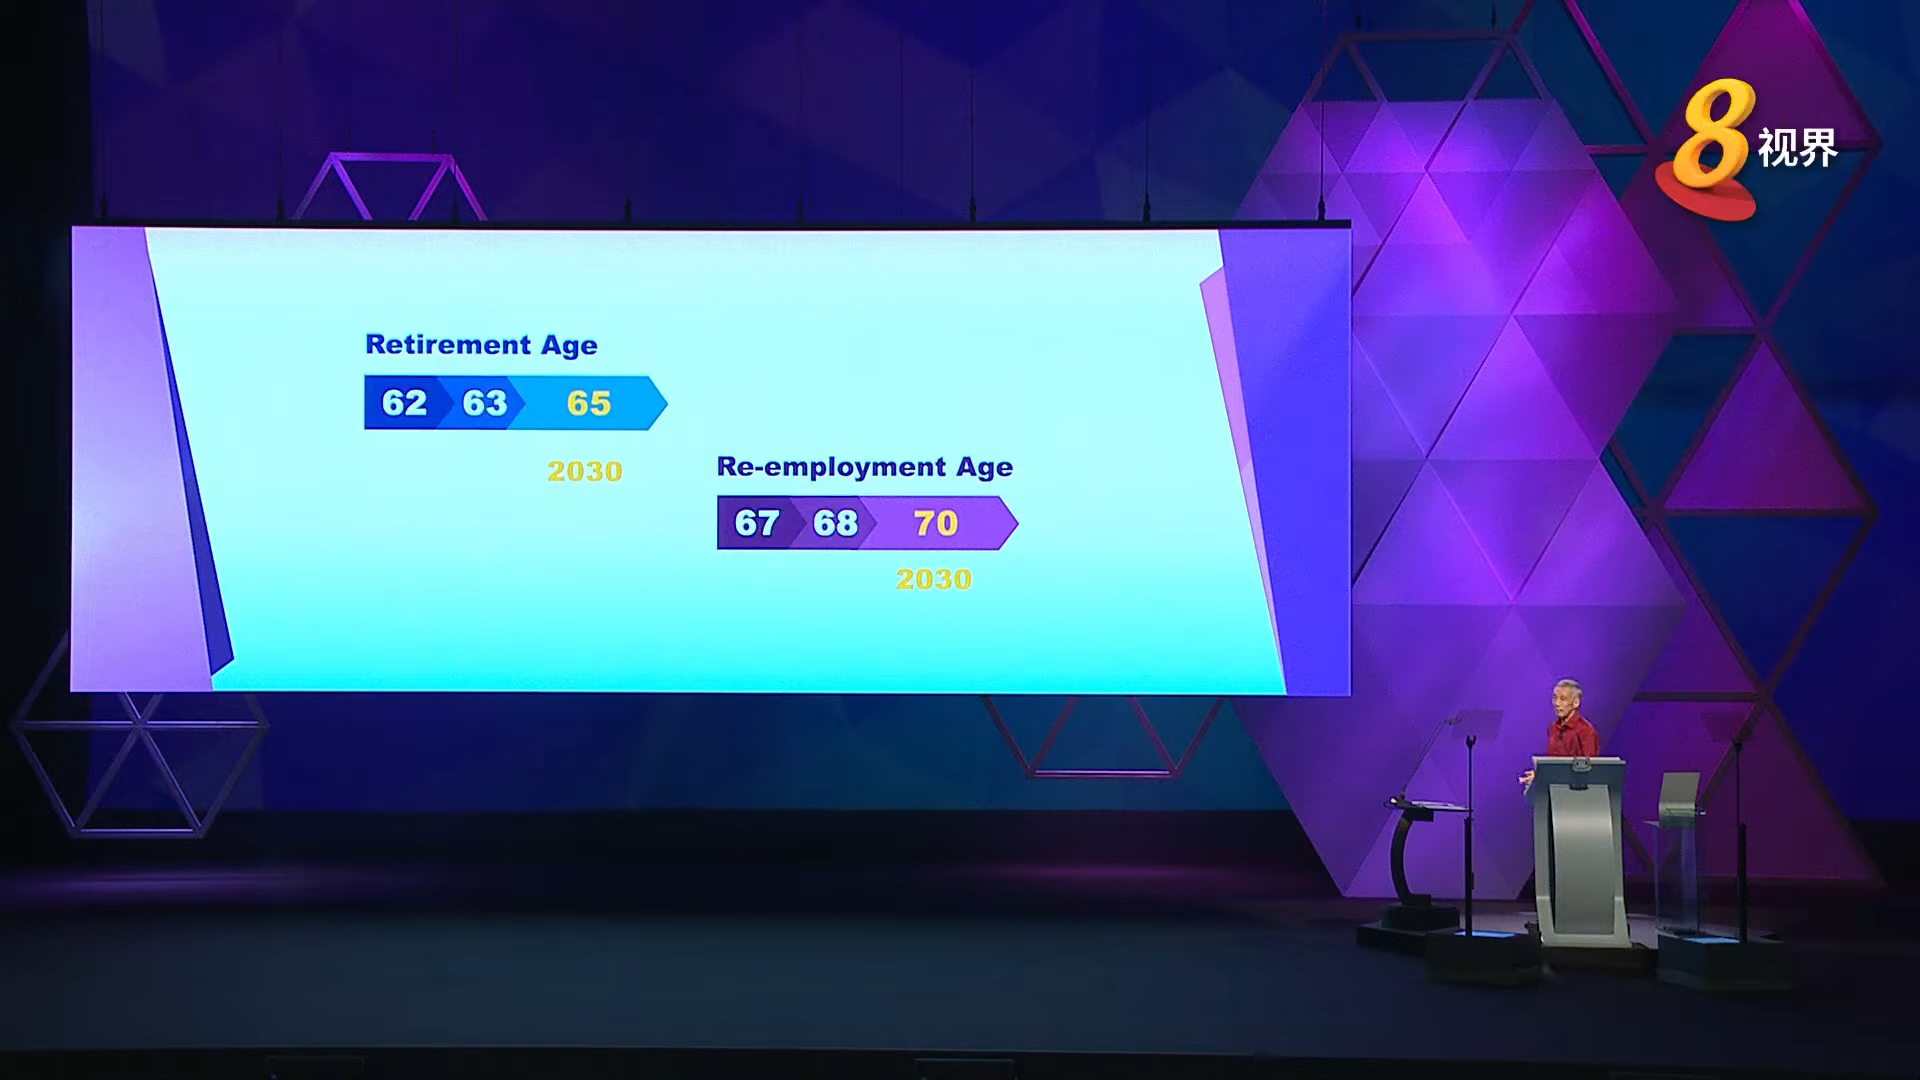 8视界
Retirement Age
62 63 65
2030
Re-employment Age
67 68 70
2030